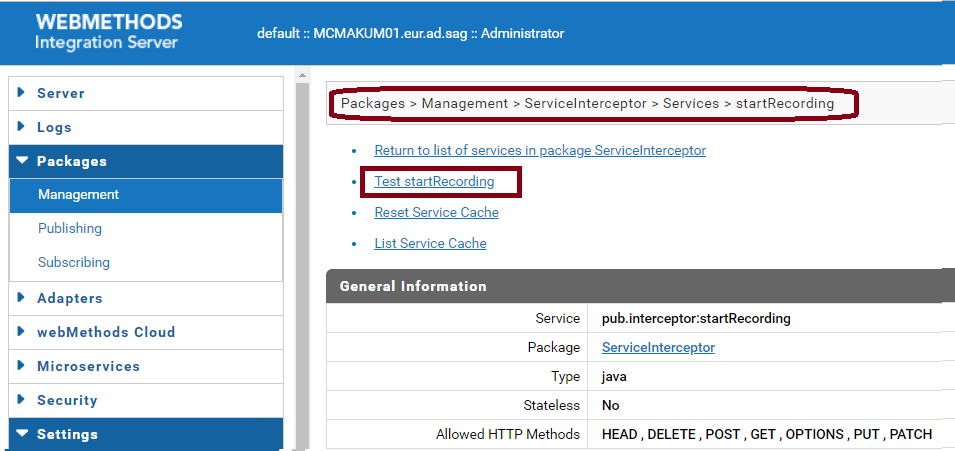 WEBMETHODS
Integration Server
default :: MCMAKUM01.eur.ad.sag :: Administrator
Server
Logs
Packages
Management
Publishing
Subscribing
Adapters
webMethods Cloud
Microservices
Security
Settings
Packages > Management > ServiceInterceptor > Services > startRecording
Return to list of services in package ServiceInterceptor
Test startRecording
Reset Service Cache
List Service Cache
General Information
Service pub.interceptor:startRecording
Package ServiceInterceptor
Type java
Stateless No
Allowed HTTP Methods HEAD , DELETE , POST , GET , OPTIONS , PUT , PATCH